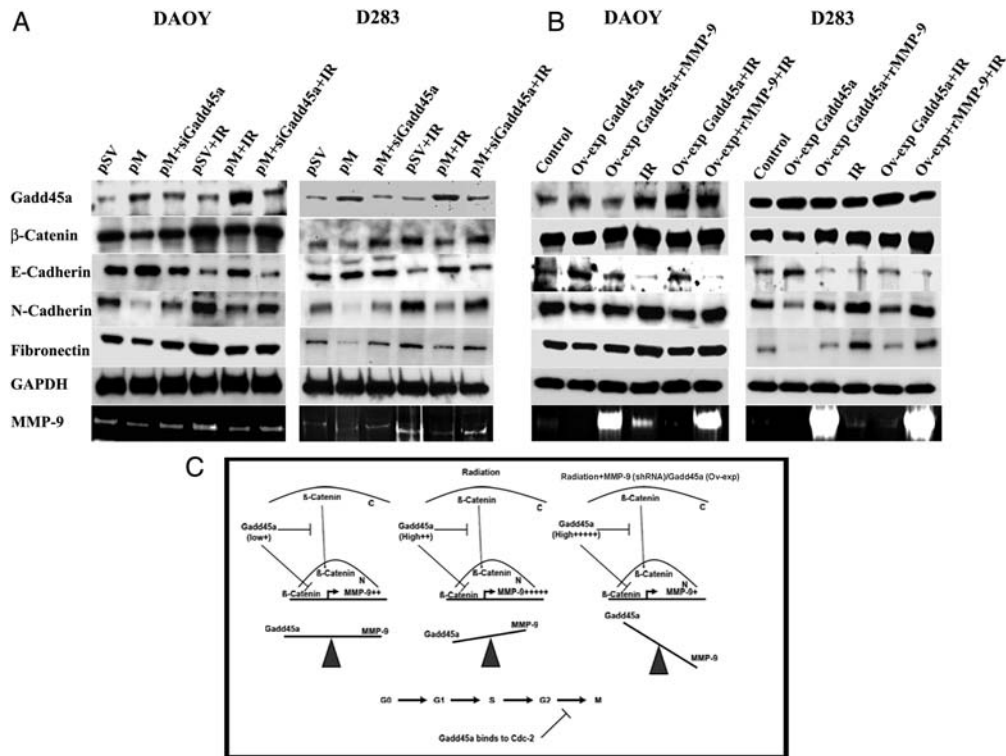 A
DAOY
D283
pSV
pM
pM+siGadd45a
pSV+IR
pM+IR
pM+siGadd45a+IR
pSV
pM
pM+siGadd45a
pSV+IR
pM+IR
pM+siGadd45a+IR
B
DAOY
D283
Control
Ov-exp Gadd45a
Ov-exp Gadd45a+rMMP-9
IR
Ov-exp Gadd45a+IR
Ov-exp+rMMP-9+IR
Control
Ov-exp Gadd45a
Ov-exp Gadd45a+rMMP-9
IR
Ov-exp Gadd45a+IR
Ov-exp+rMMP-9+IR
Gadd45a
β-Catenin
E-Cadherin
N-Cadherin
Fibronectin
GAPDH
MMP-9
C
ß-Catenin
C
Gadd45a
(low+)
ß-Catenin
N
ß-Catenin
MMP-9++
Gadd45a
MMP-9
Radiation
ß-Catenin
C
Gadd45a
(High++)
ß-Catenin
N
ß-Catenin
MMP-9+++++
Gadd45a
MMP-9
Radiation+MMP-9 (shRNA)/Gadd45a (Ov-exp)
ß-Catenin
C
Gadd45a
(High+++++)
ß-Catenin
N
ß-Catenin
MMP-9+
Gadd45a
MMP-9
G0 G1 S G2 M
Gadd45a binds to Cdc-2